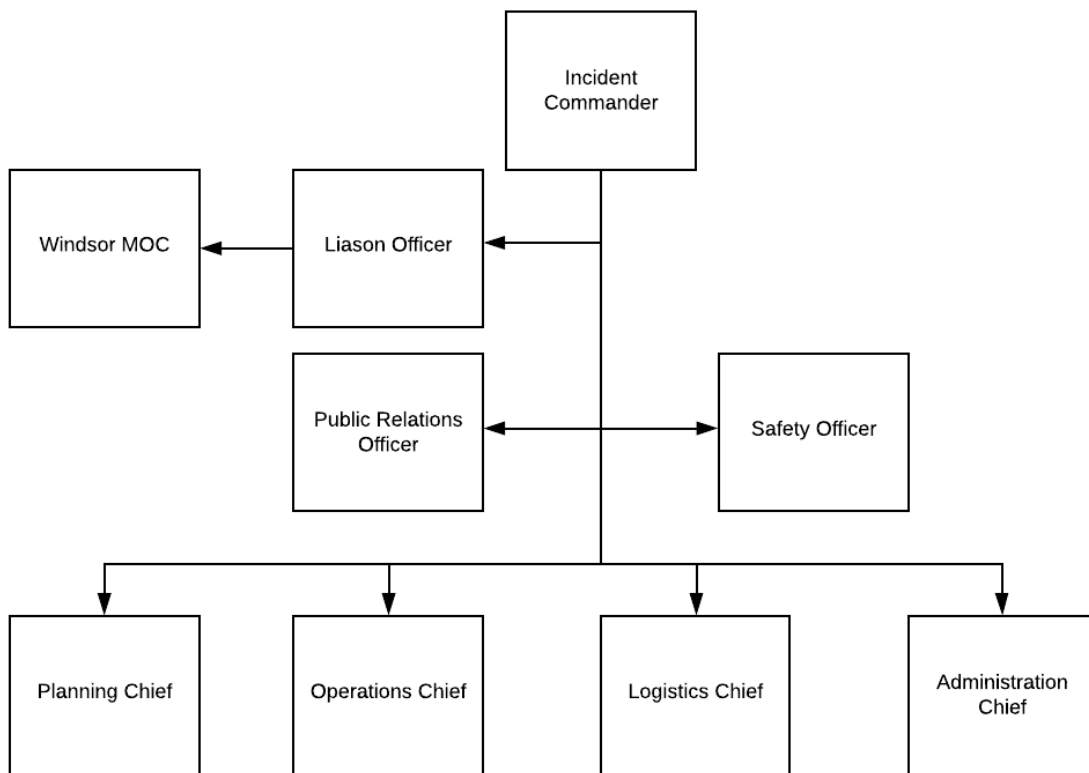 Incident
Commander
Windsor MOC
Liason Officer
Public Relations
Officer
Safety Officer
Planning Chief
Operations Chief
Logistics Chief
Administration
Chief